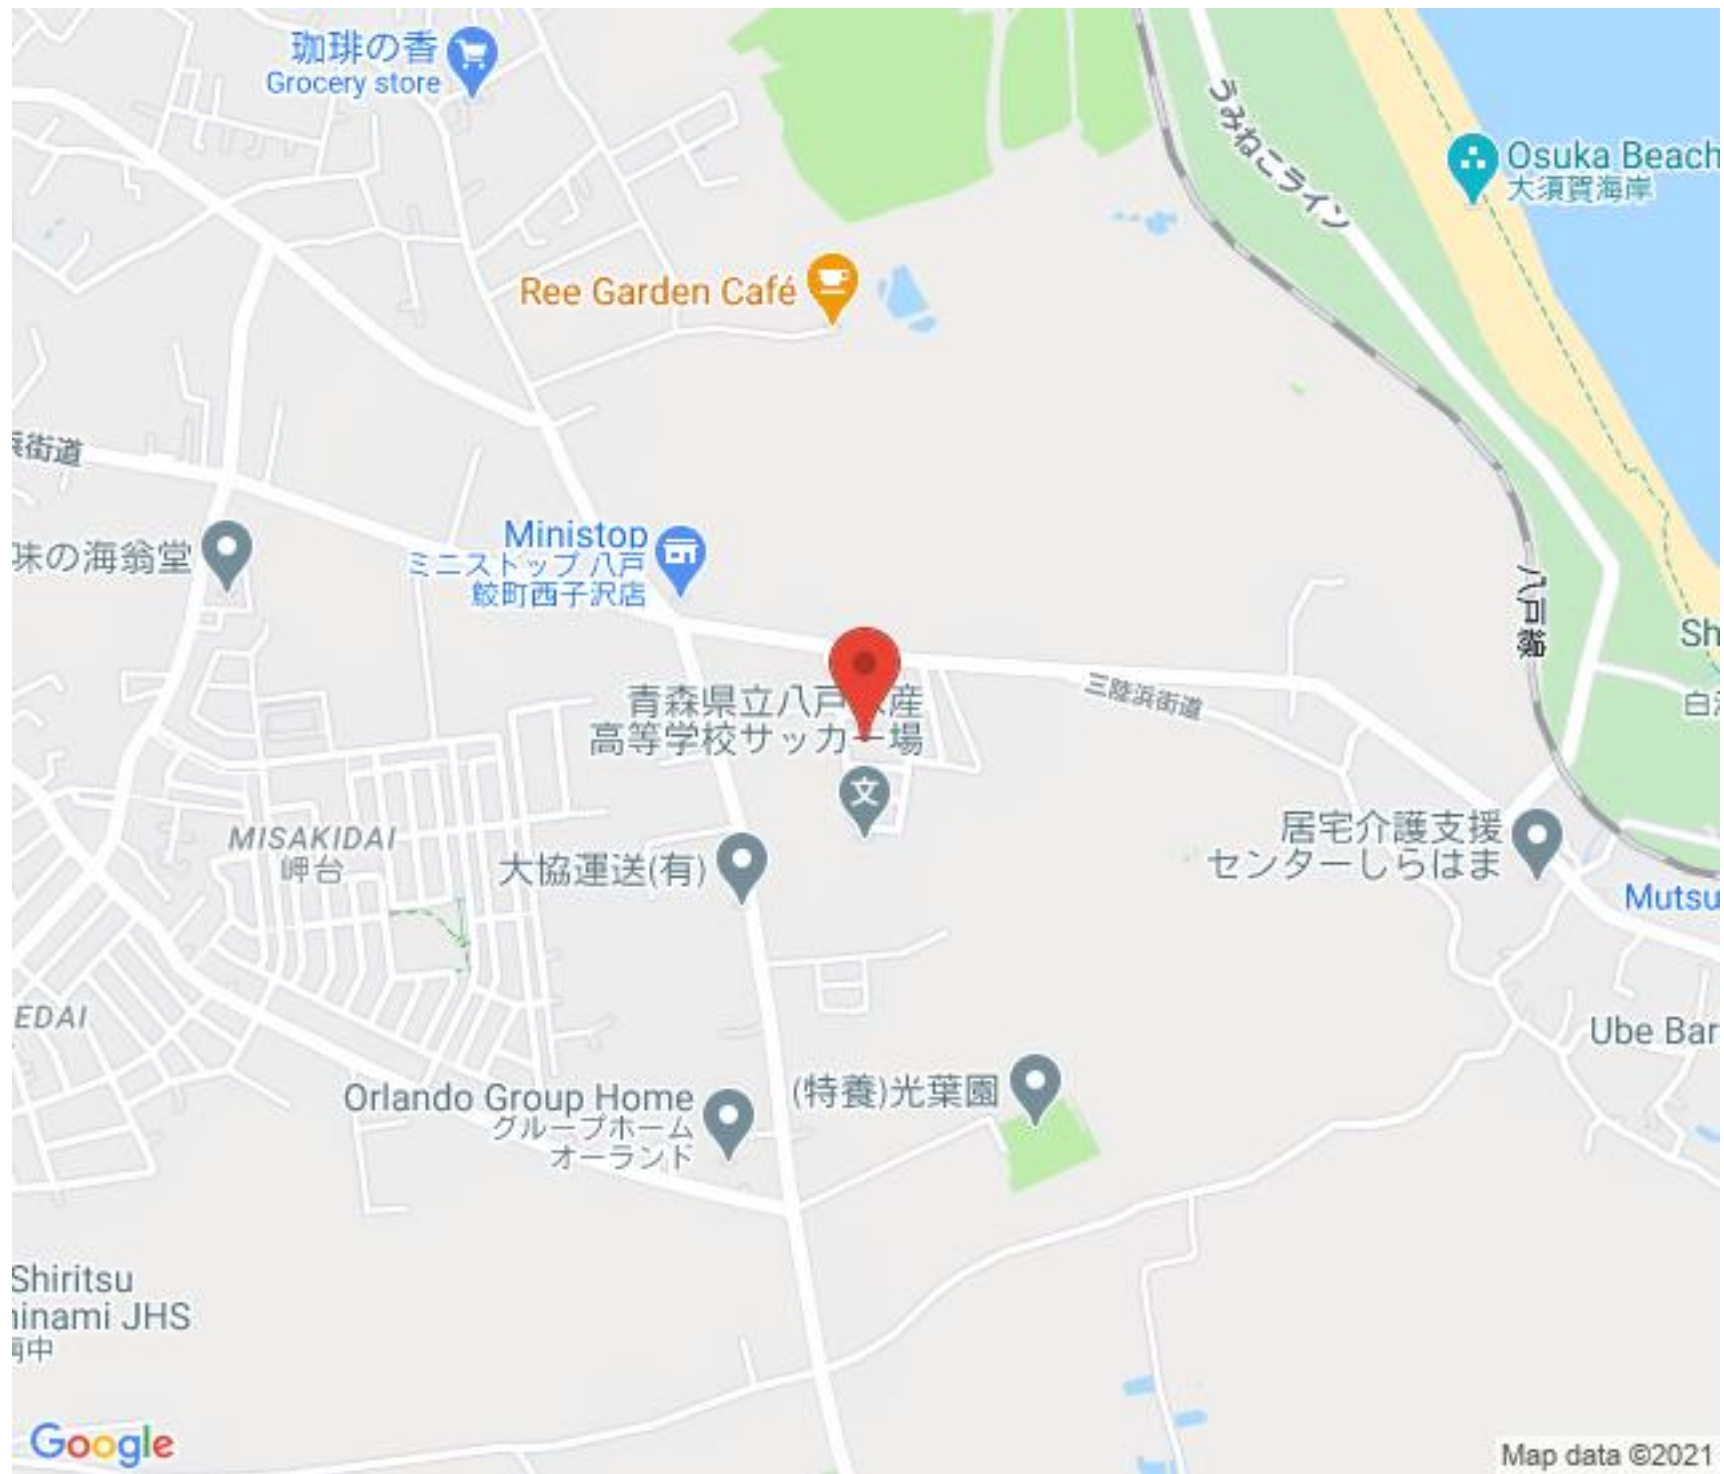 珈琲の香
Grocery store
うみねこライン
Osuka Beach
大須賀海岸
Ree Garden Café
街道
Ministop
ミニストップ 八戸
鮫町西子沢店
味の海翁堂
八戸線
Sh
白
青森県立八戸 産
高等学校サッカー場
三陸浜街道
文
MISAKIDAI
岬台
大協運送(有)
居宅介護支援
センターしらはま
Mutsu
EDAI
Ube Bar
Orlando Group Home
グループホーム
オーランド
(特養)光葉園
Shiritsu
inami JHS
中
Google
Map data ©2021